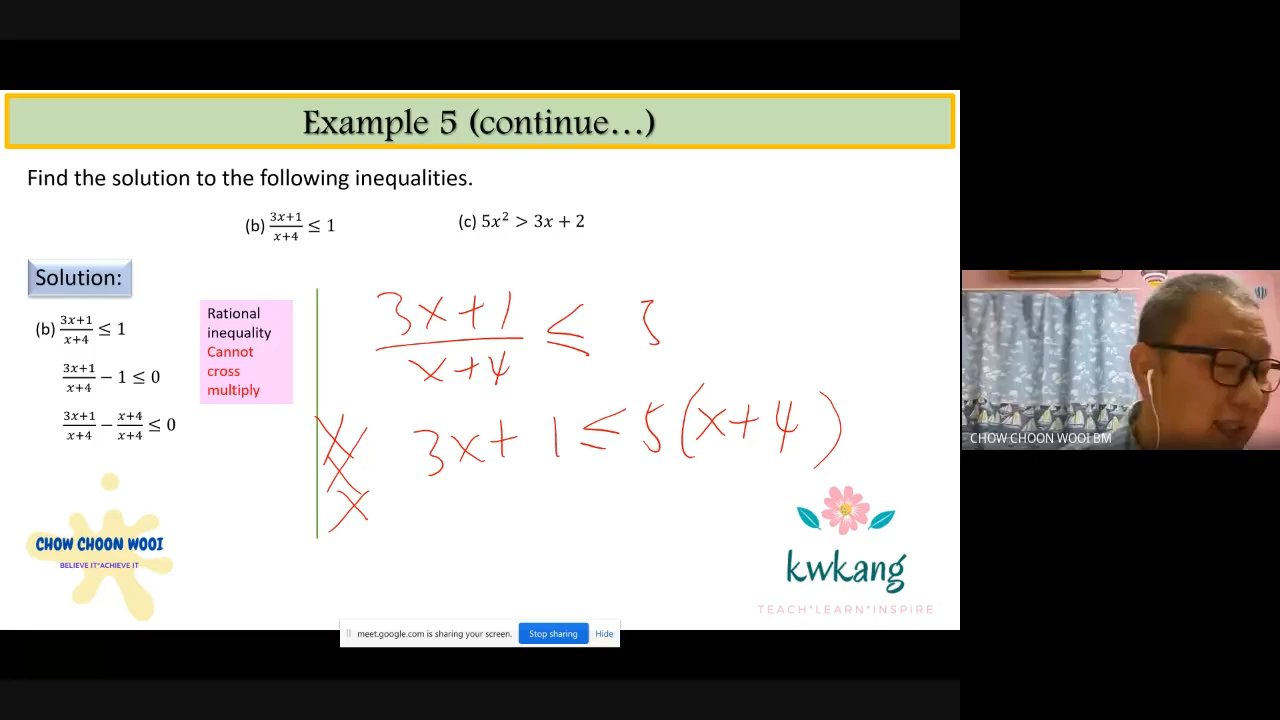 Example 5 (continue…)
Find the solution to the following inequalities.
(b) 3x+1/x+4 ≤ 1
(c) 5x² > 3x + 2
Solution:
(b) 3x+1/x+4 ≤ 1
3x+1/x+4 − 1 ≤ 0
3x+1/x+4 − x+4/x+4 ≤ 0
Rational
inequality
Cannot
cross
multiply
3x+1/x+4 ≤ 3
3x+1 ≤ 5(x+4)
CHOW CHOON WOOI
BELIEVE IT*ACHIEVE IT
kwkang
TEACH*LEARN*INSPIRE
meet.google.com is sharing your screen.
Stop sharing
Hide
CHOW CHOON WOOI BM